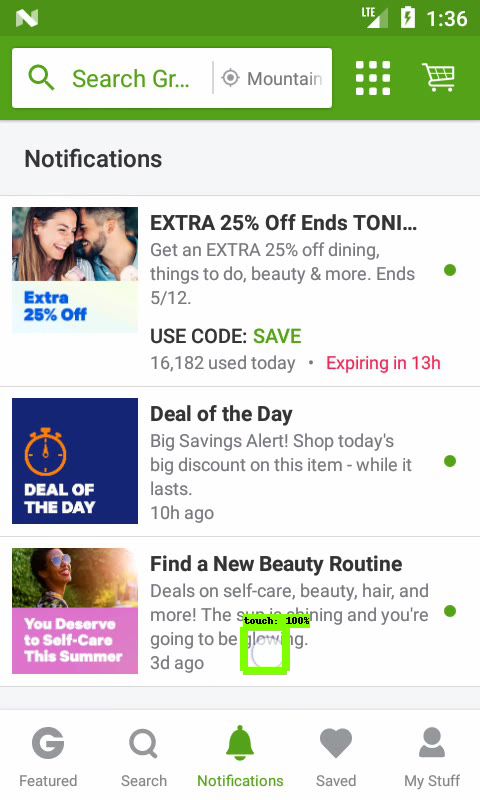 LTE
1:36
Search Gr...
Mountain
Notifications
EXTRA 25% Off Ends TONI...
Get an EXTRA 25% off dining,
things to do, beauty & more. Ends
5/12.
Extra
25% Off
USE CODE: SAVE
16,182 used today • Expiring in 13h
Deal of the Day
Big Savings Alert! Shop today's
big discount on this item - while it
lasts.
10h ago
DEAL OF
THE DAY
Find a New Beauty Routine
Deals on self-care, beauty, hair, and
more! The sun is shining and you're
going to be glowing.
3d ago
You Deserve
to Self-Care
This Summer
touch: 100%
G
Featured
Search
Notifications
Saved
My Stuff